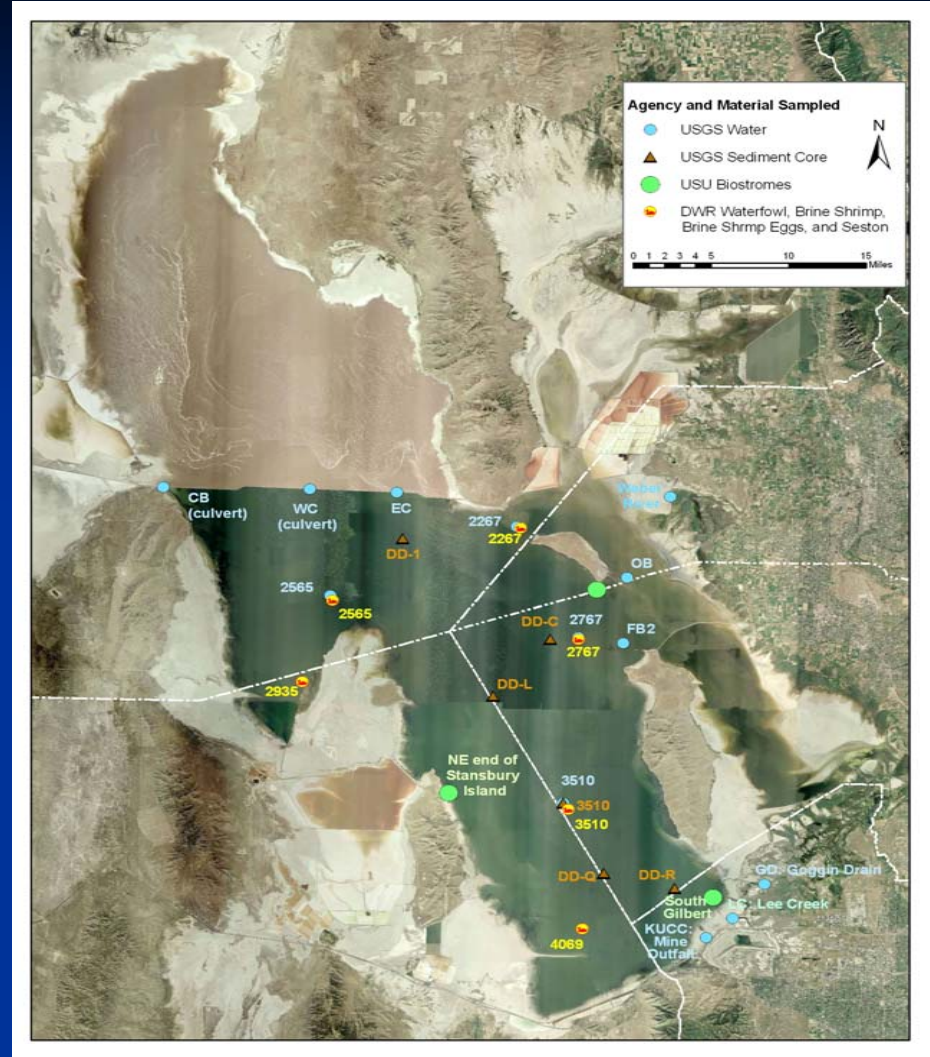 Agency and Material Sampled
USGS Water
N
USGS Sediment Core
USU Biostromes
DWR Waterfowl, Brine Shrimp,
Brine Shrmp Eggs, and Seston
0 1 2 3 4 5 10 15
Miles
CB
(culvert)
WC
(culvert)
EC
2267
2267
Weber
River
DD-1
OB
2565
2565
DD-C
2767
2767
FB2
2935
DD-L
NE end of
Stansbury
Island
3510
3510
3510
DD-Q
DD-R
GD: Goggin Drain
South
Gilbert
LC: Lee Creek
KUCC:
Mine
Outfall
4069